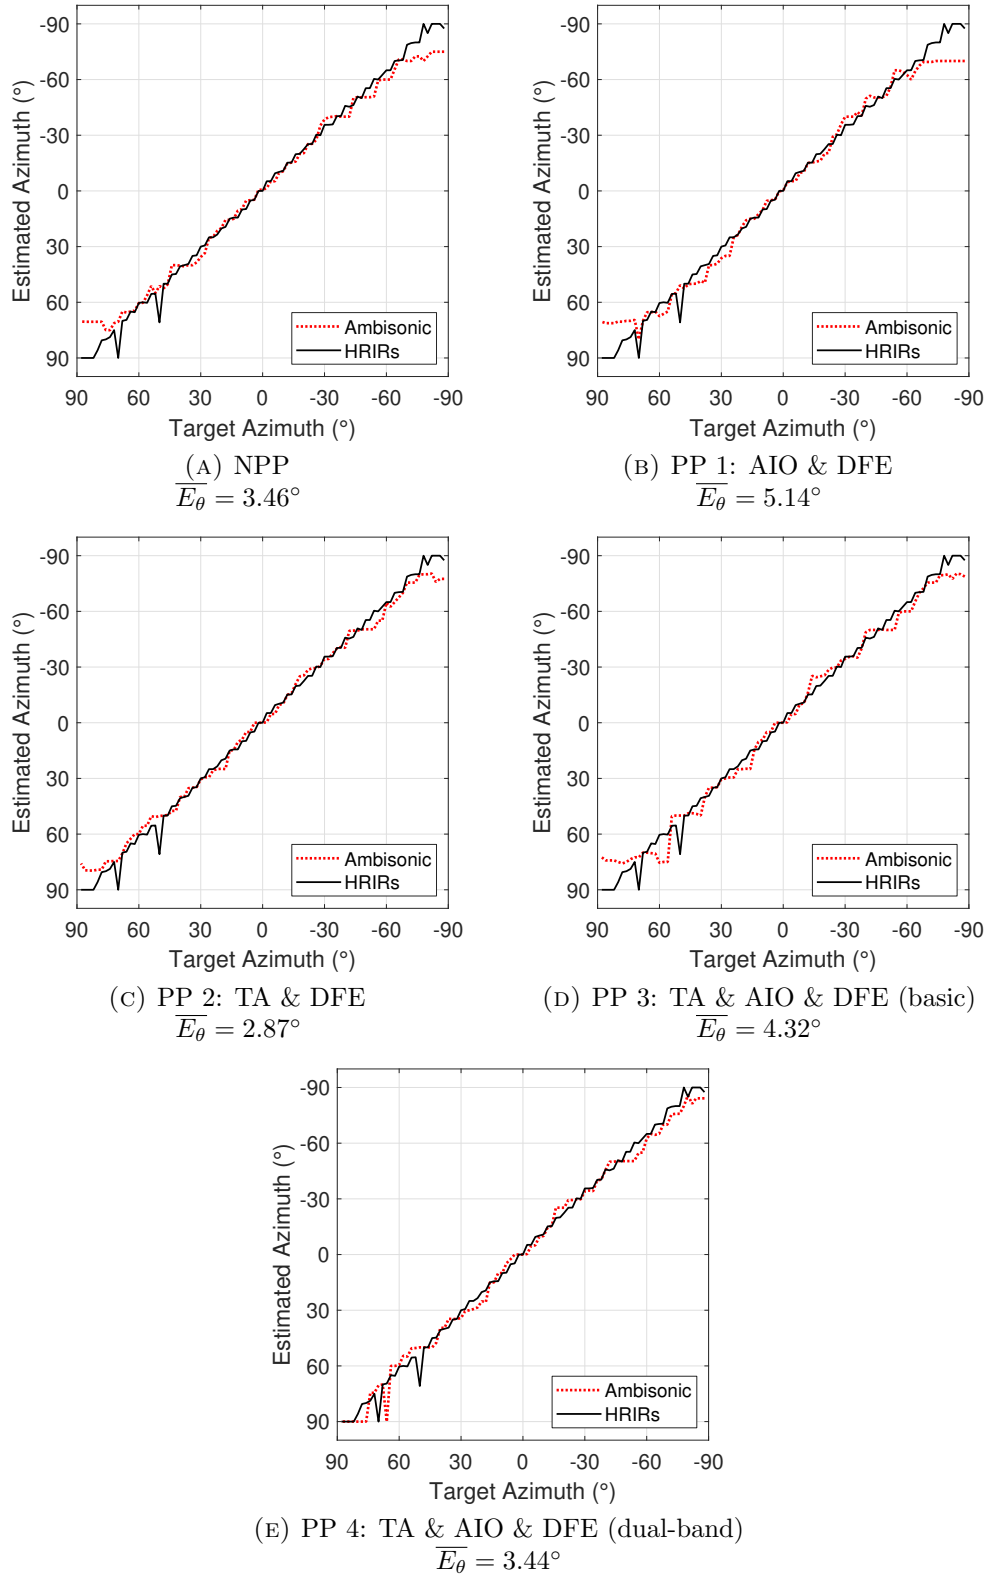 -90
-60
-30
0
30
60
90
Estimated Azimuth (°)
Ambisonic
HRIRs
90 60 30 0 -30 -60 -90
Target Azimuth (°)
(A) NPP
E_θ = 3.46°
-90
-60
-30
0
30
60
90
Estimated Azimuth (°)
Ambisonic
HRIRs
90 60 30 0 -30 -60 -90
Target Azimuth (°)
(B) PP 1: AIO & DFE
E_θ = 5.14°
-90
-60
-30
0
30
60
90
Estimated Azimuth (°)
Ambisonic
HRIRs
90 60 30 0 -30 -60 -90
Target Azimuth (°)
(C) PP 2: TA & DFE
E_θ = 2.87°
-90
-60
-30
0
30
60
90
Estimated Azimuth (°)
Ambisonic
HRIRs
90 60 30 0 -30 -60 -90
Target Azimuth (°)
(D) PP 3: TA & AIO & DFE (basic)
E_θ = 4.32°
-90
-60
-30
0
30
60
90
Estimated Azimuth (°)
Ambisonic
HRIRs
90 60 30 0 -30 -60 -90
Target Azimuth (°)
(E) PP 4: TA & AIO & DFE (dual-band)
E_θ = 3.44°